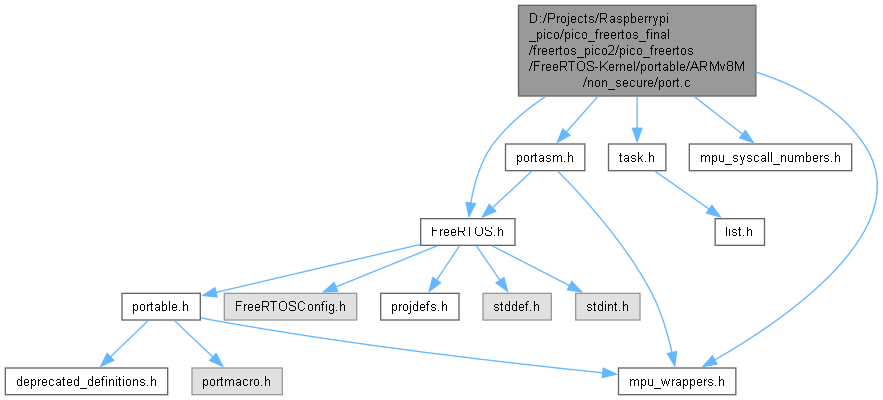 D:/Projects/Raspberrypi
_pico/pico_freertos_final
/freertos_pico2/pico_freertos
/FreeRTOS-Kernel/portable/ARMv8M
/non_secure/port.c
portasm.h
task.h
mpu_syscall_numbers.h
FreeRTOS.h
list.h
portable.h
FreeRTOSConfig.h
projdefs.h
stddef.h
stdint.h
deprecated_definitions.h
portmacro.h
mpu_wrappers.h